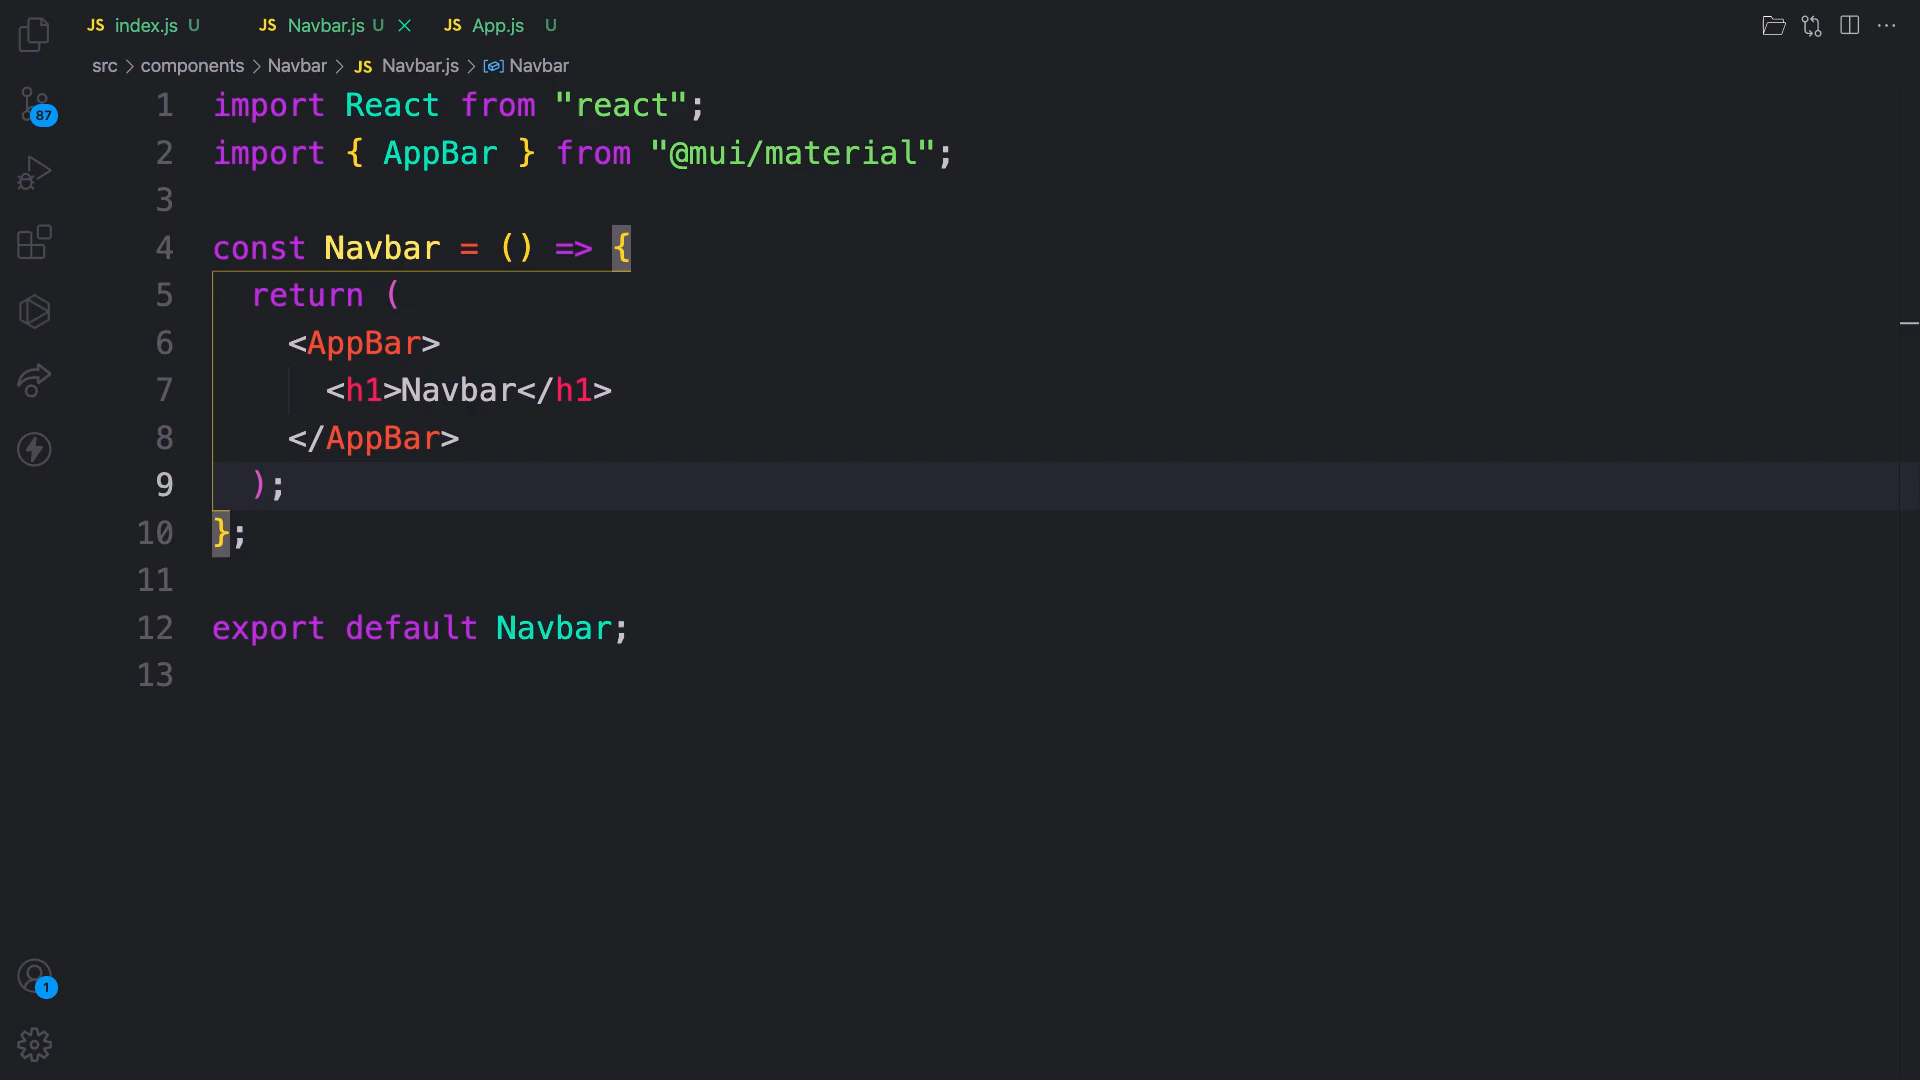 JS index.js U JS Navbar.js U JS App.js U
src > components > Navbar > JS Navbar.js > Navbar
1 import React from "react";
2 import { AppBar } from "@mui/material";
3
4 const Navbar = () => {
5   return (
6     <AppBar>
7       <h1>Navbar</h1>
8     </AppBar>
9   );
10 };
11
12 export default Navbar;
13
87
1